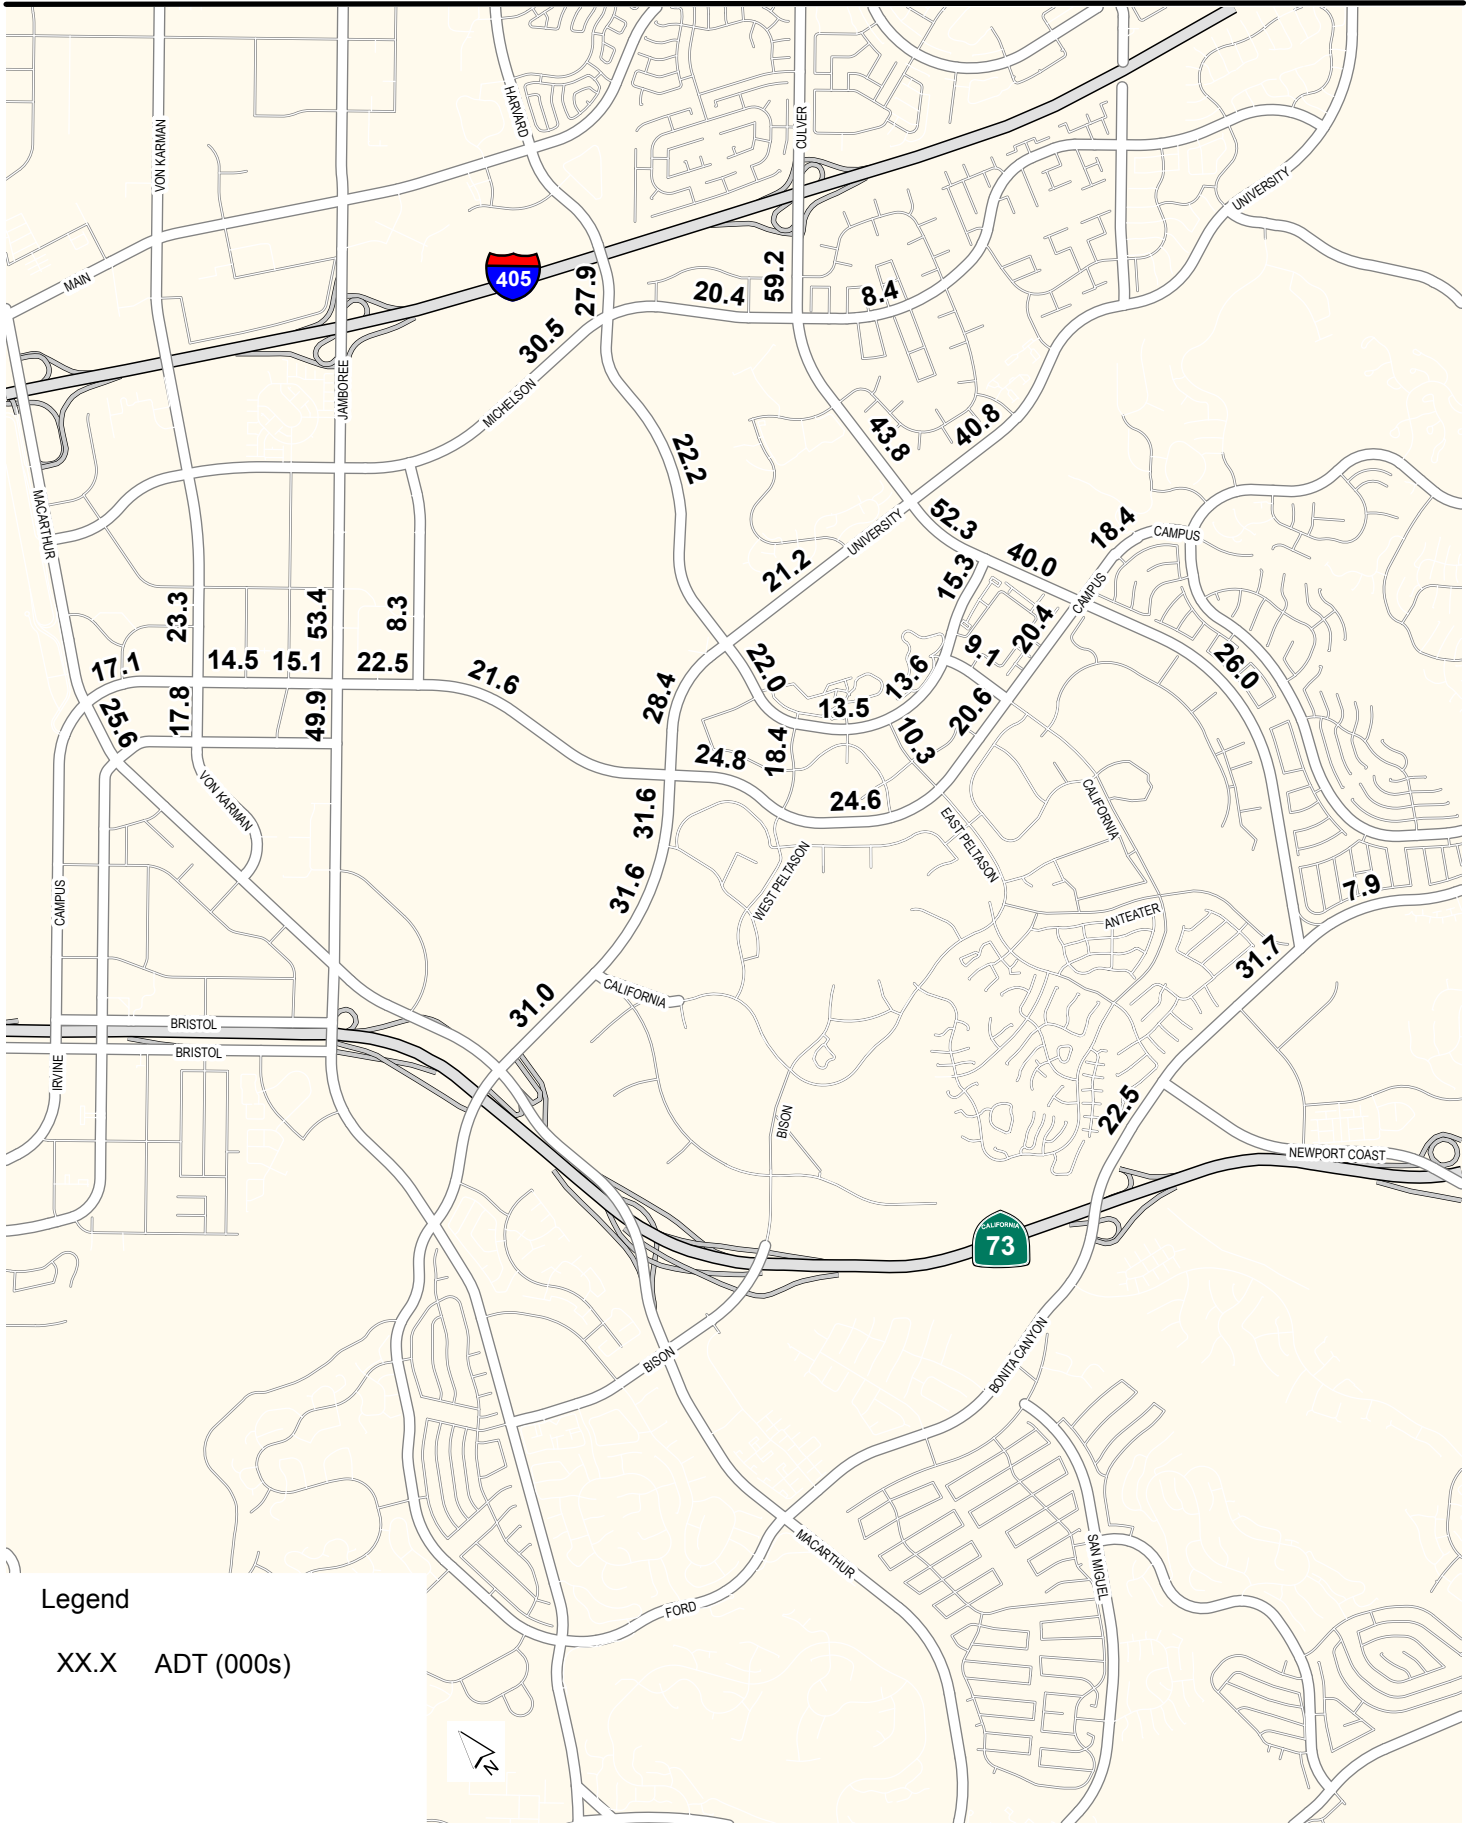 HARVARD
CULVER
VON KARMAN
UNIVERSITY
MAIN
405
27.9
59.2
20.4
8.4
30.5
JAMBOREE
MICHELSON
22.2
43.8
40.8
MACARTHUR
52.3
UNIVERSITY
40.0
18.4
CAMPUS
21.2
15.3
CAMPUS
23.3
53.4
8.3
20.4
9.1
17.1
14.5
15.1
22.5
21.6
22.0
13.6
26.0
25.6
17.8
49.9
28.4
13.5
20.6
10.3
18.4
24.8
24.6
VON KARMAN
31.6
CALIFORNIA
EAST PELTASON
31.6
WEST PELTASON
CAMPUS
7.9
ANTEATER
31.7
CALIFORNIA
31.0
BRISTOL
BRISTOL
IRVINE
BISON
22.5
NEWPORT COAST
CALIFORNIA
73
BISON
BONITA CANYON
MACARTHUR
SAN MIGUEL
FORD
Legend
XX.X ADT (000s)
N